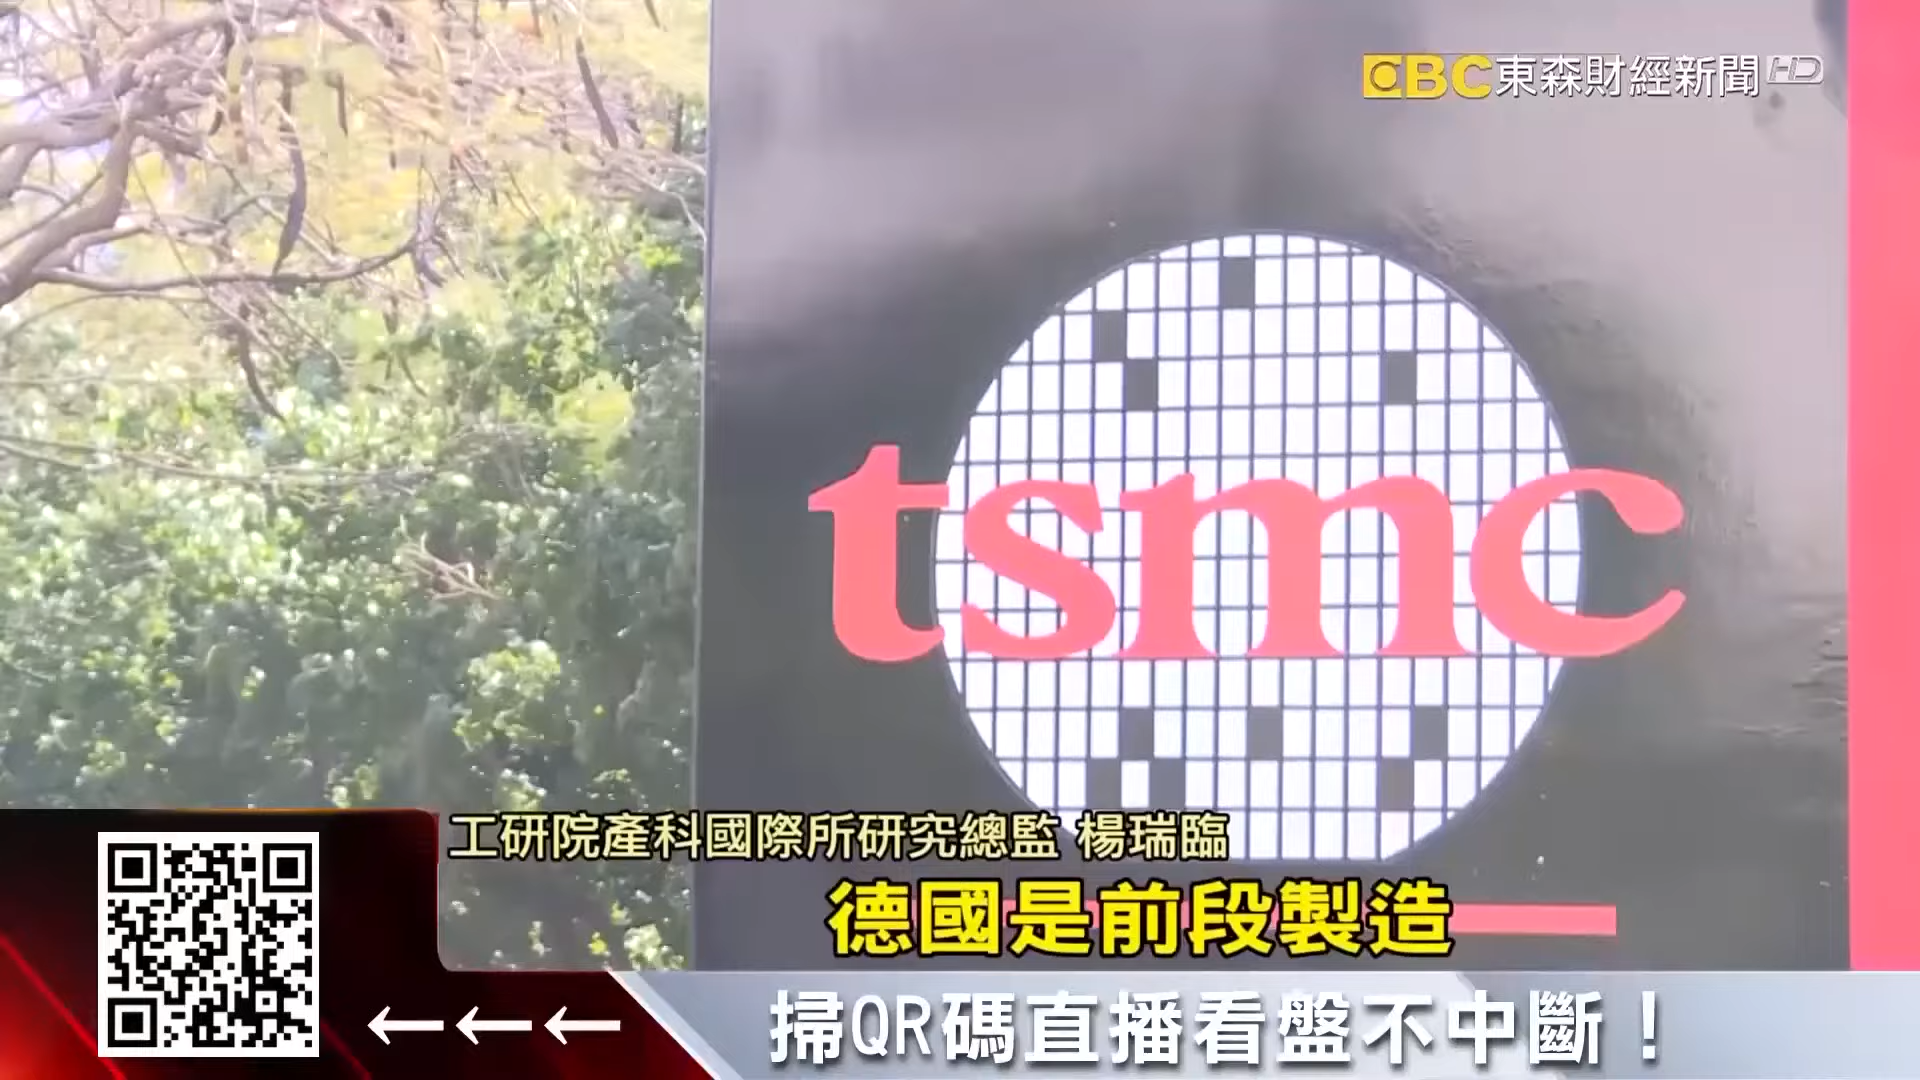 EBC東森財經新聞HD
tsmc
工研院產科國際所研究總監 楊瑞臨
德國是前段製造
←←←
掃QR碼直播看盤不中斷！